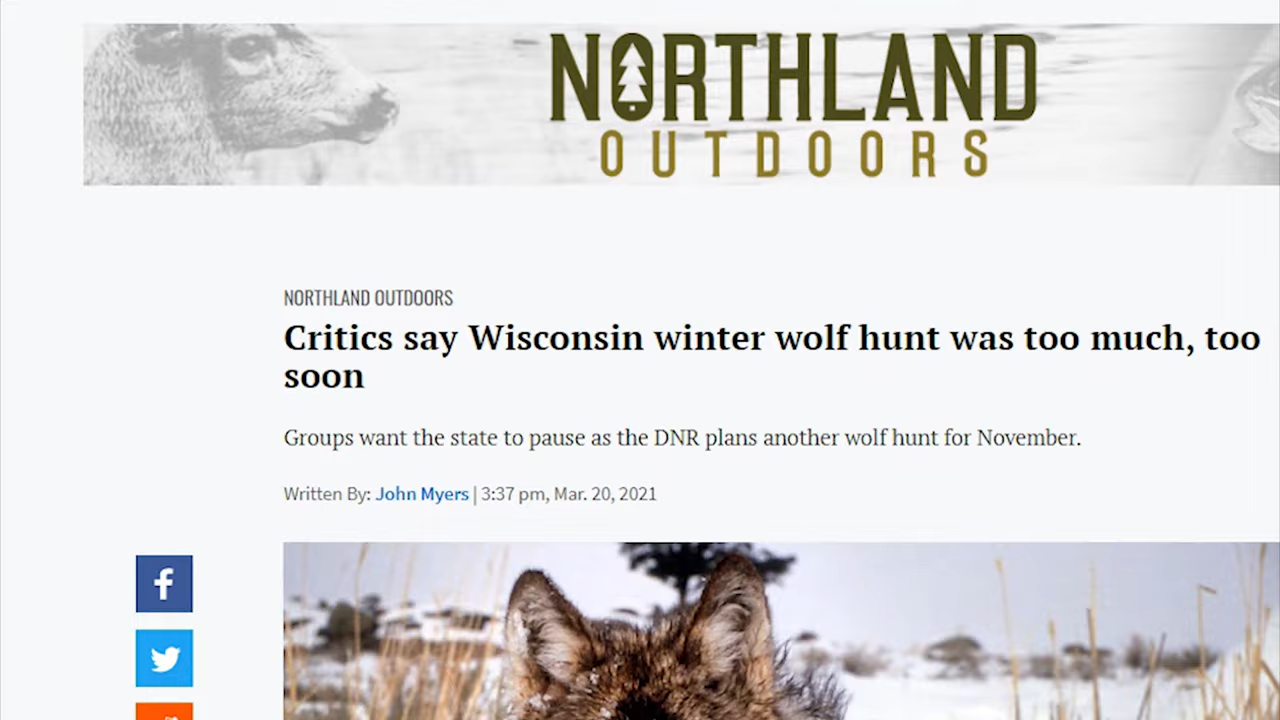 NORTHLAND
OUTDOORS
NORTHLAND OUTDOORS
Critics say Wisconsin winter wolf hunt was too much, too
soon
Groups want the state to pause as the DNR plans another wolf hunt for November.
Written By: John Myers | 3:37 pm, Mar. 20, 2021